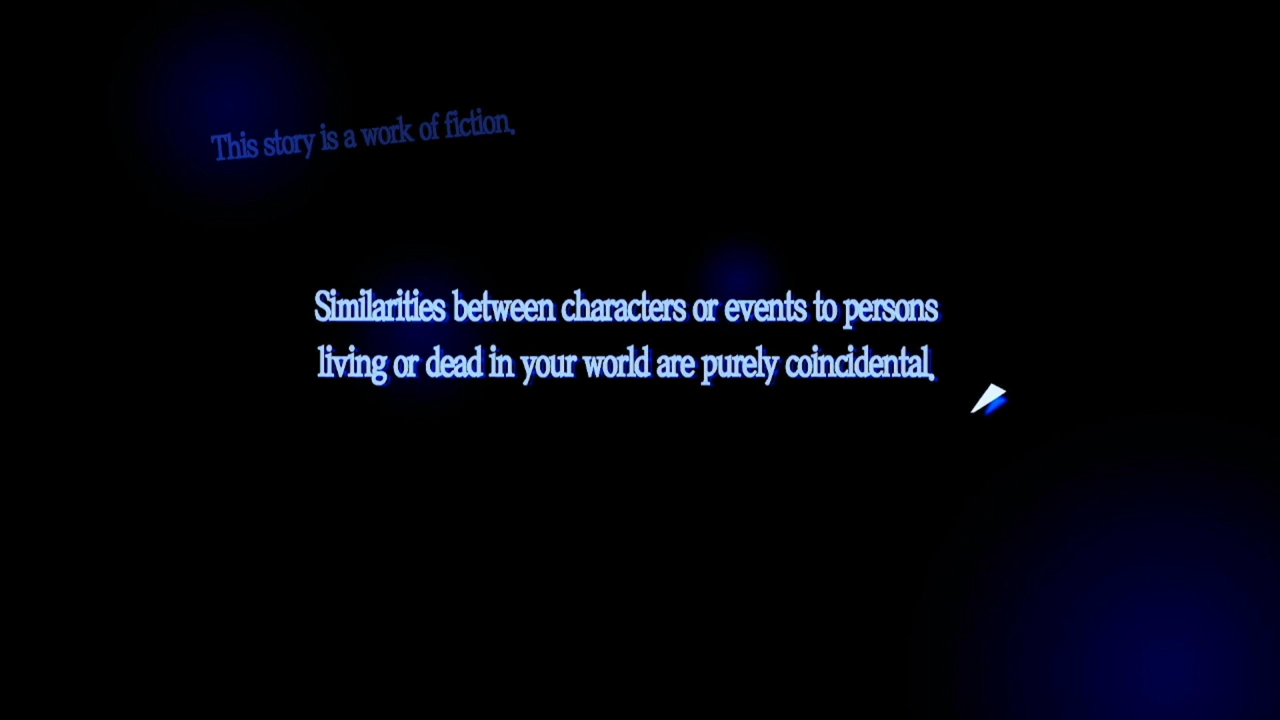 This story is a work of fiction.
Similarities between characters or events to persons
living or dead in your world are purely coincidental.